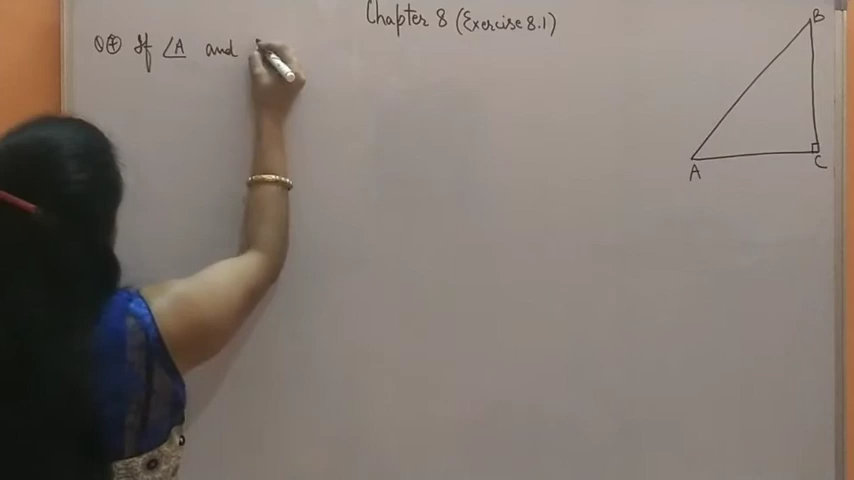 Chapter 8 (Exercise 8.1)
If ∠A and
B
A
C